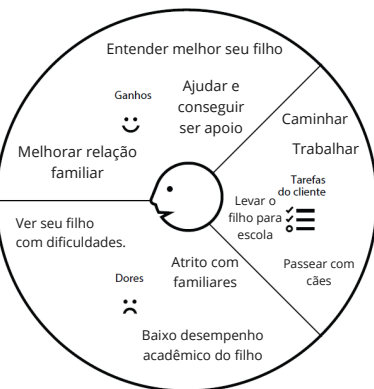 Entender melhor seu filho
Ganhos
Ajudar e
conseguir
ser apoio
Melhorar relação
familiar
Caminhar
Trabalhar
Tarefas
do cliente
Levar o
filho para
escola
Passear com
cães
Ver seu filho
com dificuldades.
Dores
Atrito com
familiares
Baixo desempenho
acadêmico do filho